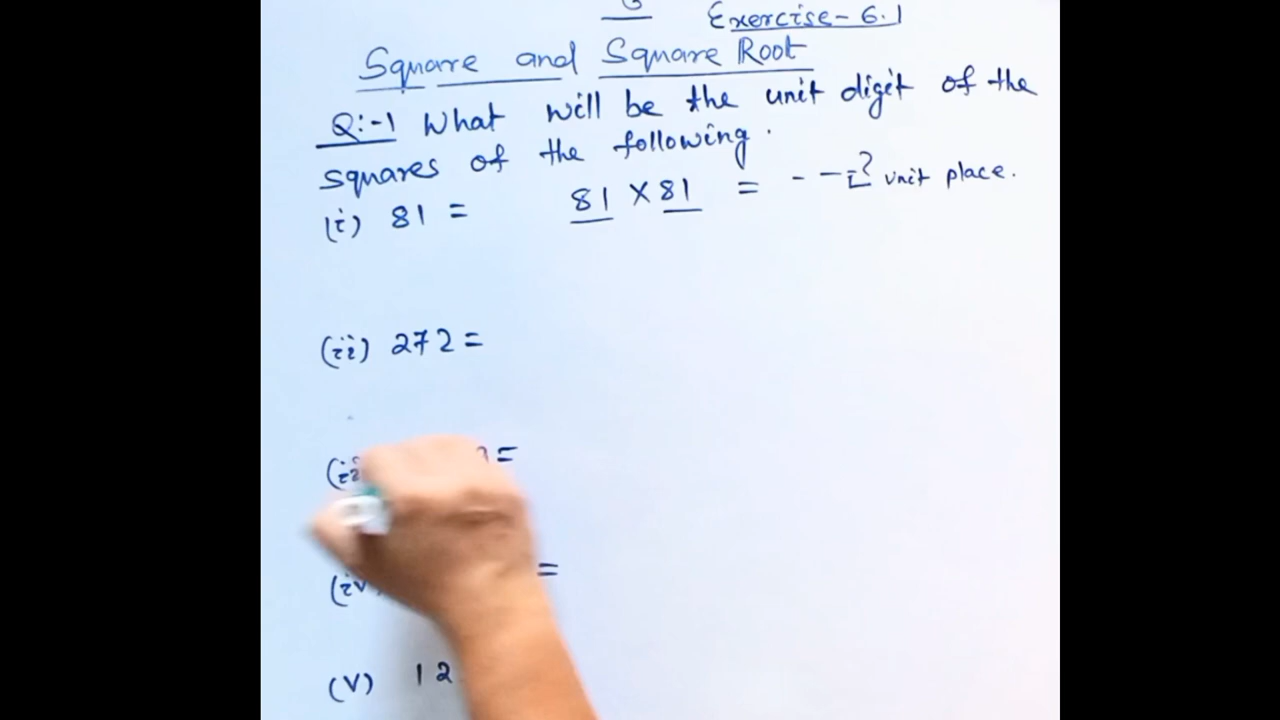 Exercise-6.1
Square and Square Root
Q:-1 What will be the unit digit of the
squares of the following.
(i) 81 = 81 × 81 = - - unit place.
(ii) 272 =
=
(iv =
(V) 12